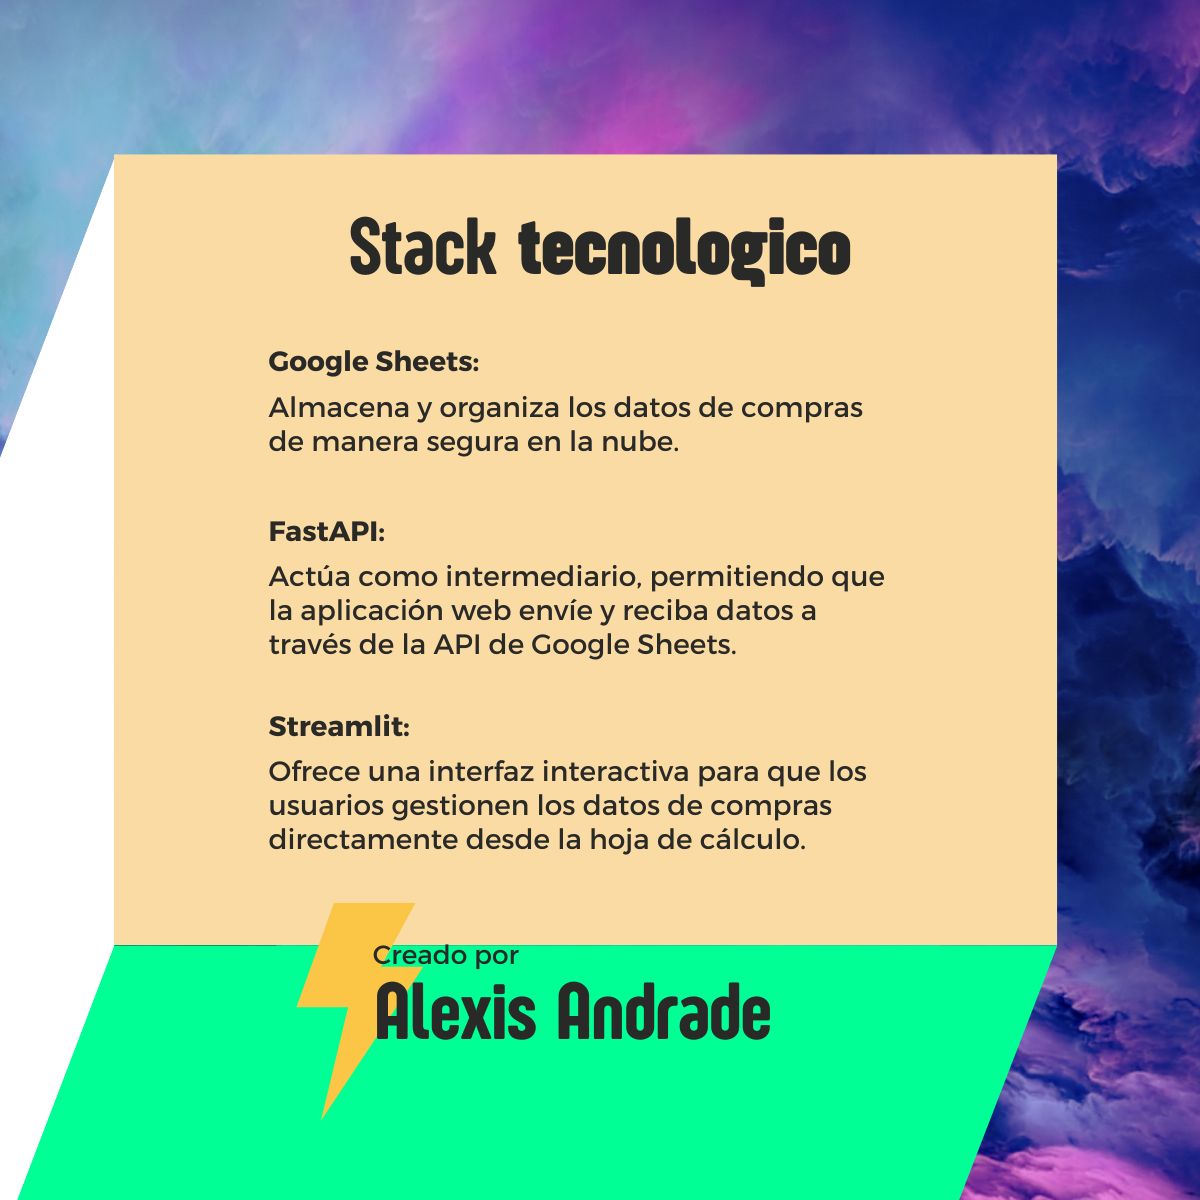 Stack tecnologico
Google Sheets:
Almacena y organiza los datos de compras
de manera segura en la nube.
FastAPI:
Actúa como intermediario, permitiendo que
la aplicación web envíe y reciba datos a
través de la API de Google Sheets.
Streamlit:
Ofrece una interfaz interactiva para que los
usuarios gestionen los datos de compras
directamente desde la hoja de cálculo.
Creado por
Alexis Andrade